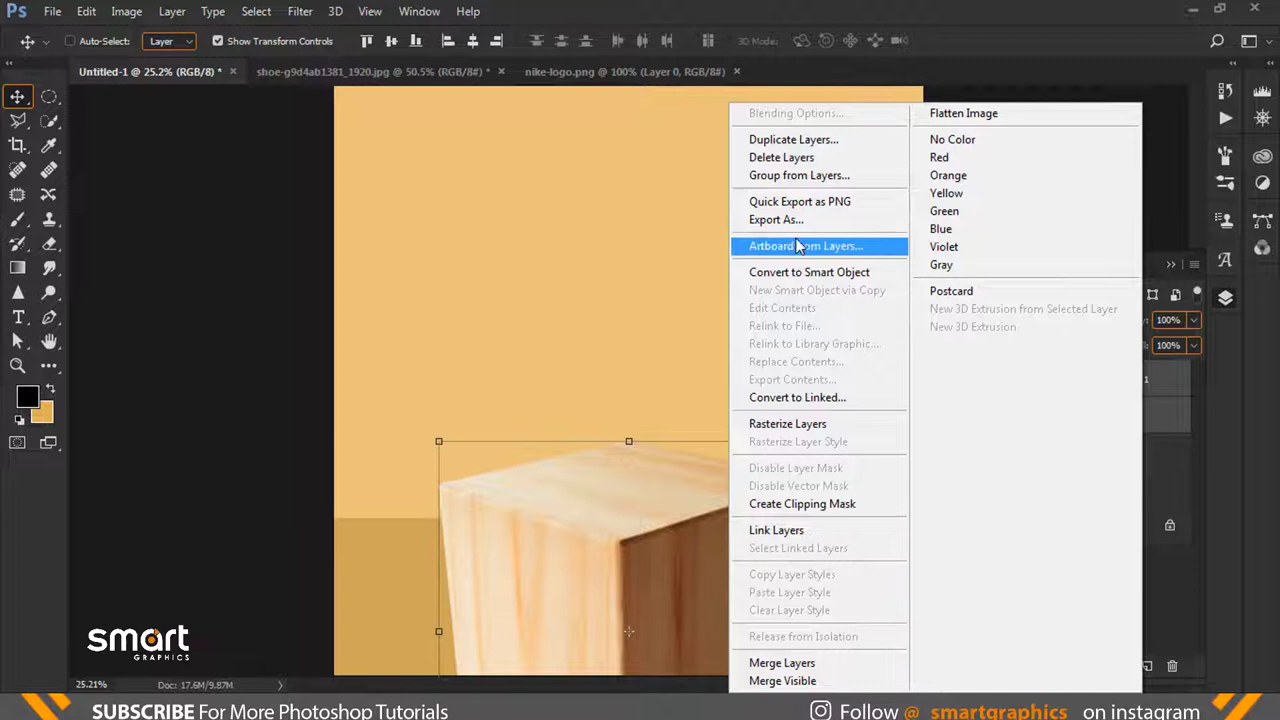 Ps File Edit Image Layer Type Select Filter 3D View Window Help
Auto-Select: Layer Show Transform Controls 3D Mode:
Untitled-1 @ 25.2% (RGB/8) * × shoe-g9d4ab1381_1920.jpg @ 50.5% (RGB/8#) * × nike-logo.png @ 100% (Layer 0, RGB/8#) ×
Blending Options...
Duplicate Layers...
Delete Layers
Group from Layers...
Quick Export as PNG
Export As...
Convert to Smart Object
New Smart Object via Copy
Edit Contents
Relink to File...
Relink to Library Graphic...
Replace Contents...
Export Contents...
Convert to Linked...
Rasterize Layers
Rasterize Layer Style
Disable Layer Mask
Disable Vector Mask
Create Clipping Mask
Link Layers
Select Linked Layers
Copy Layer Styles
Paste Layer Style
Clear Layer Style
Release from Isolation
Merge Layers
Merge Visible
Flatten Image
No Color
Red
Orange
Yellow
Green
Blue
Violet
Gray
Postcard
New 3D Extrusion from Selected Layer
New 3D Extrusion
100%
100%
1
smart
GRAPHICS
25.21% Doc: 17.6M/9.87M
SUBSCRIBE For More Photoshop Tutorials
Follow @ smartgraphics on instagram